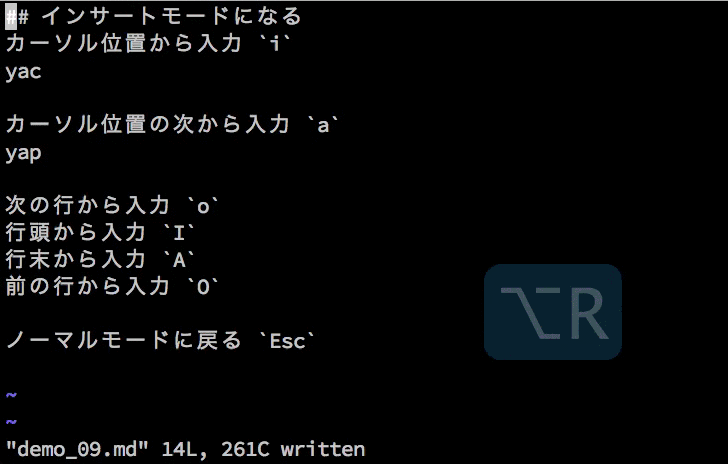 ## インサートモードになる
カーソル位置から入力 `i`
yac
カーソル位置の次から入力 `a`
yap
次の行から入力 `o`
行頭から入力 `I`
行末から入力 `A`
前の行から入力 `O`
⌥R
ノーマルモードに戻る `Esc`
~
~
"demo_09.md" 14L, 261C written